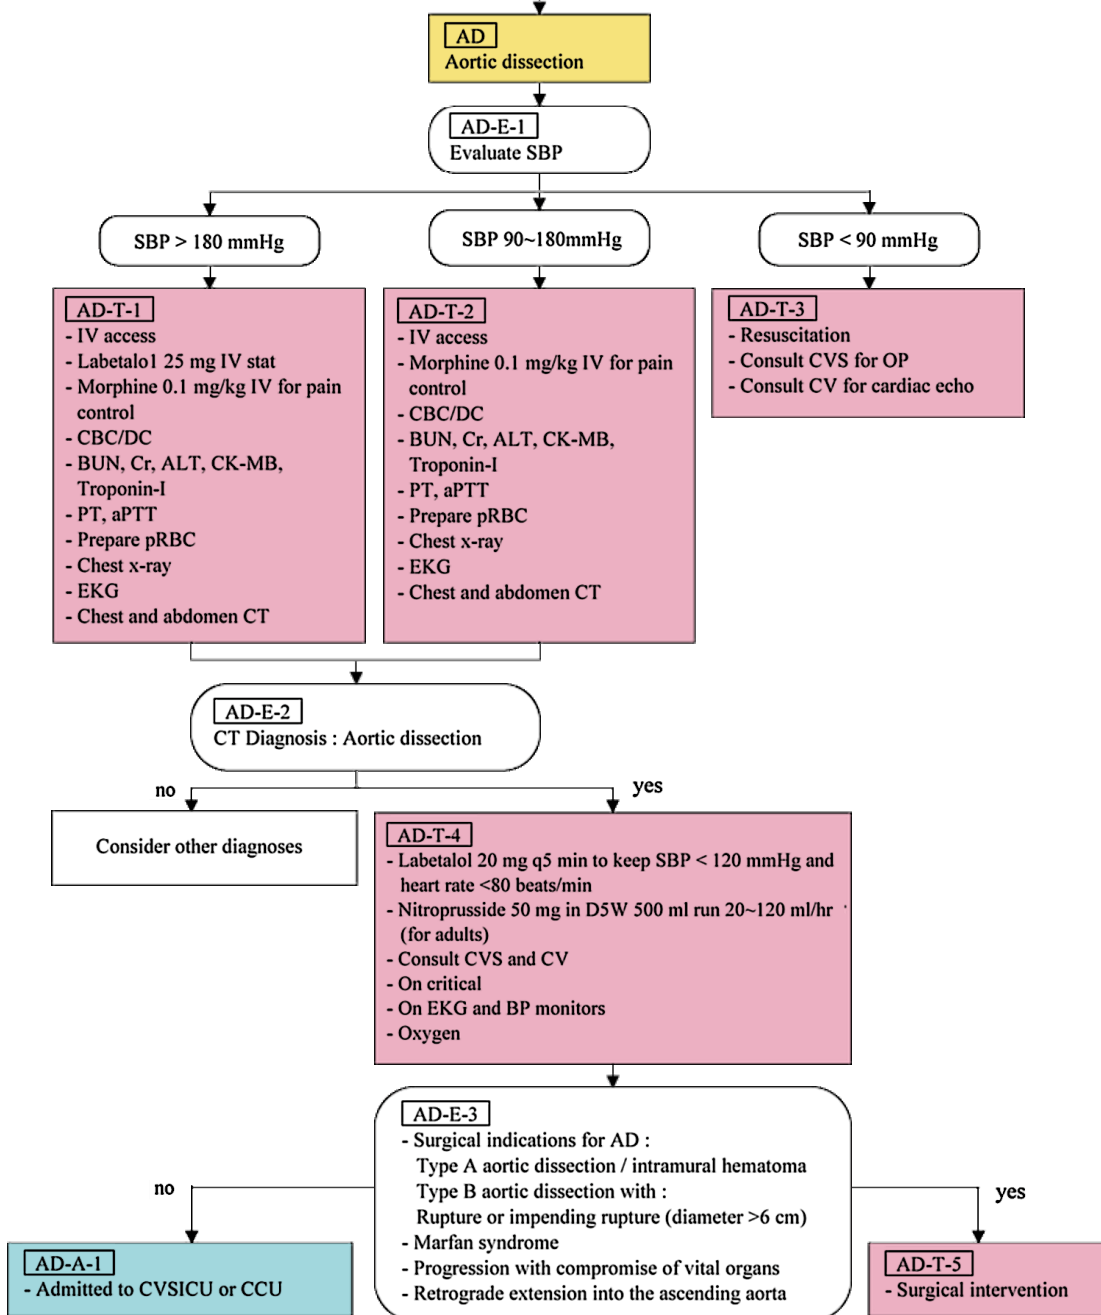 AD
Aortic dissection
AD-E-1
Evaluate SBP
SBP > 180 mmHg
SBP 90~180mmHg
SBP < 90 mmHg
AD-T-1
- IV access
- Labetalo1 25 mg IV stat
- Morphine 0.1 mg/kg IV for pain
control
- CBC/DC
- BUN, Cr, ALT, CK-MB,
Troponin-I
- PT, aPTT
- Prepare pRBC
- Chest x-ray
- EKG
- Chest and abdomen CT
AD-T-2
- IV access
- Morphine 0.1 mg/kg IV for pain
control
- CBC/DC
- BUN, Cr, ALT, CK-MB,
Troponin-I
- PT, aPTT
- Prepare pRBC
- Chest x-ray
- EKG
- Chest and abdomen CT
AD-T-3
- Resuscitation
- Consult CVS for OP
- Consult CV for cardiac echo
AD-E-2
CT Diagnosis : Aortic dissection
no
yes
Consider other diagnoses
AD-T-4
- Labetalol 20 mg q5 min to keep SBP < 120 mmHg and
heart rate <80 beats/min
- Nitroprusside 50 mg in D5W 500 ml run 20~120 ml/hr
(for adults)
- Consult CVS and CV
- On critical
- On EKG and BP monitors
- Oxygen
AD-E-3
- Surgical indications for AD :
Type A aortic dissection / intramural hematoma
Type B aortic dissection with :
Rupture or impending rupture (diameter >6 cm)
- Marfan syndrome
- Progression with compromise of vital organs
- Retrograde extension into the ascending aorta
no
yes
AD-A-1
- Admitted to CVSICU or CCU
AD-T-5
- Surgical intervention